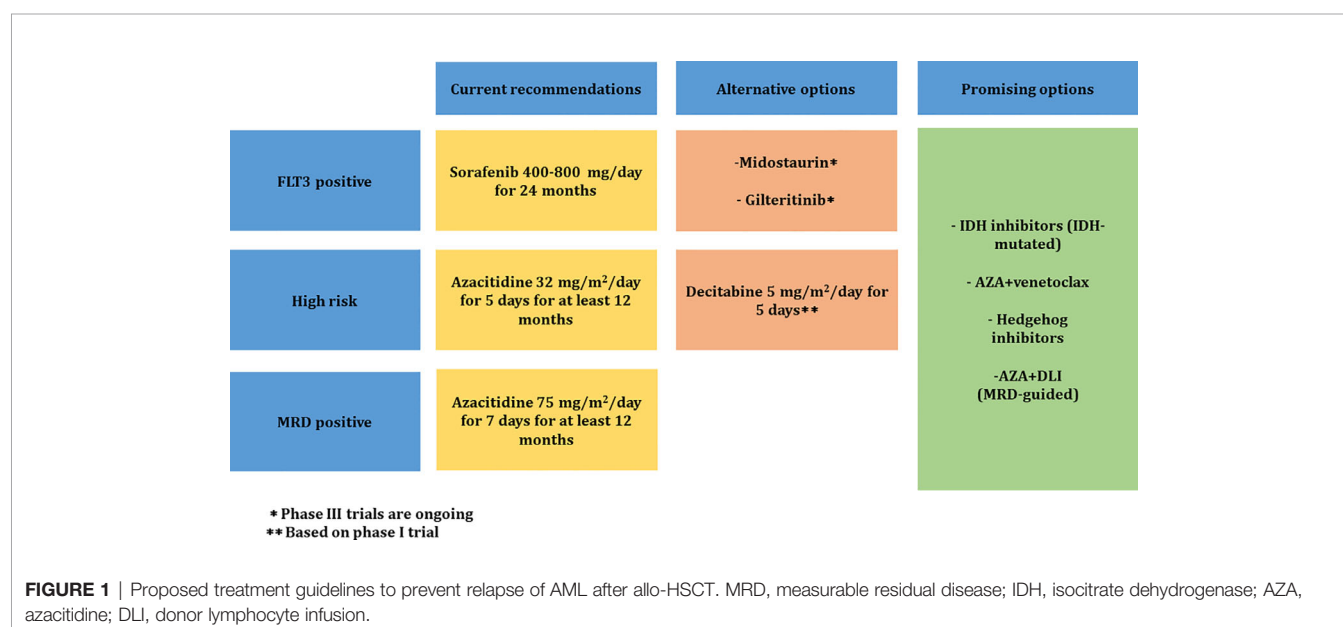 Current recommendations
Alternative options
Promising options
FLT3 positive
Sorafenib 400-800 mg/day
for 24 months
-Midostaurin*
- Gilteritinib*
High risk
Azacitidine 32 mg/m²/day
for 5 days for at least 12
months
Decitabine 5 mg/m²/day for
5 days**
MRD positive
Azacitidine 75 mg/m²/day
for 7 days for at least 12
months
- IDH inhibitors (IDH-
mutated)
- AZA+venetoclax
- Hedgehog
inhibitors
-AZA+DLI
(MRD-guided)
* Phase III trials are ongoing
** Based on phase I trial
FIGURE 1 | Proposed treatment guidelines to prevent relapse of AML after allo-HSCT. MRD, measurable residual disease; IDH, isocitrate dehydrogenase; AZA,
azacitidine; DLI, donor lymphocyte infusion.